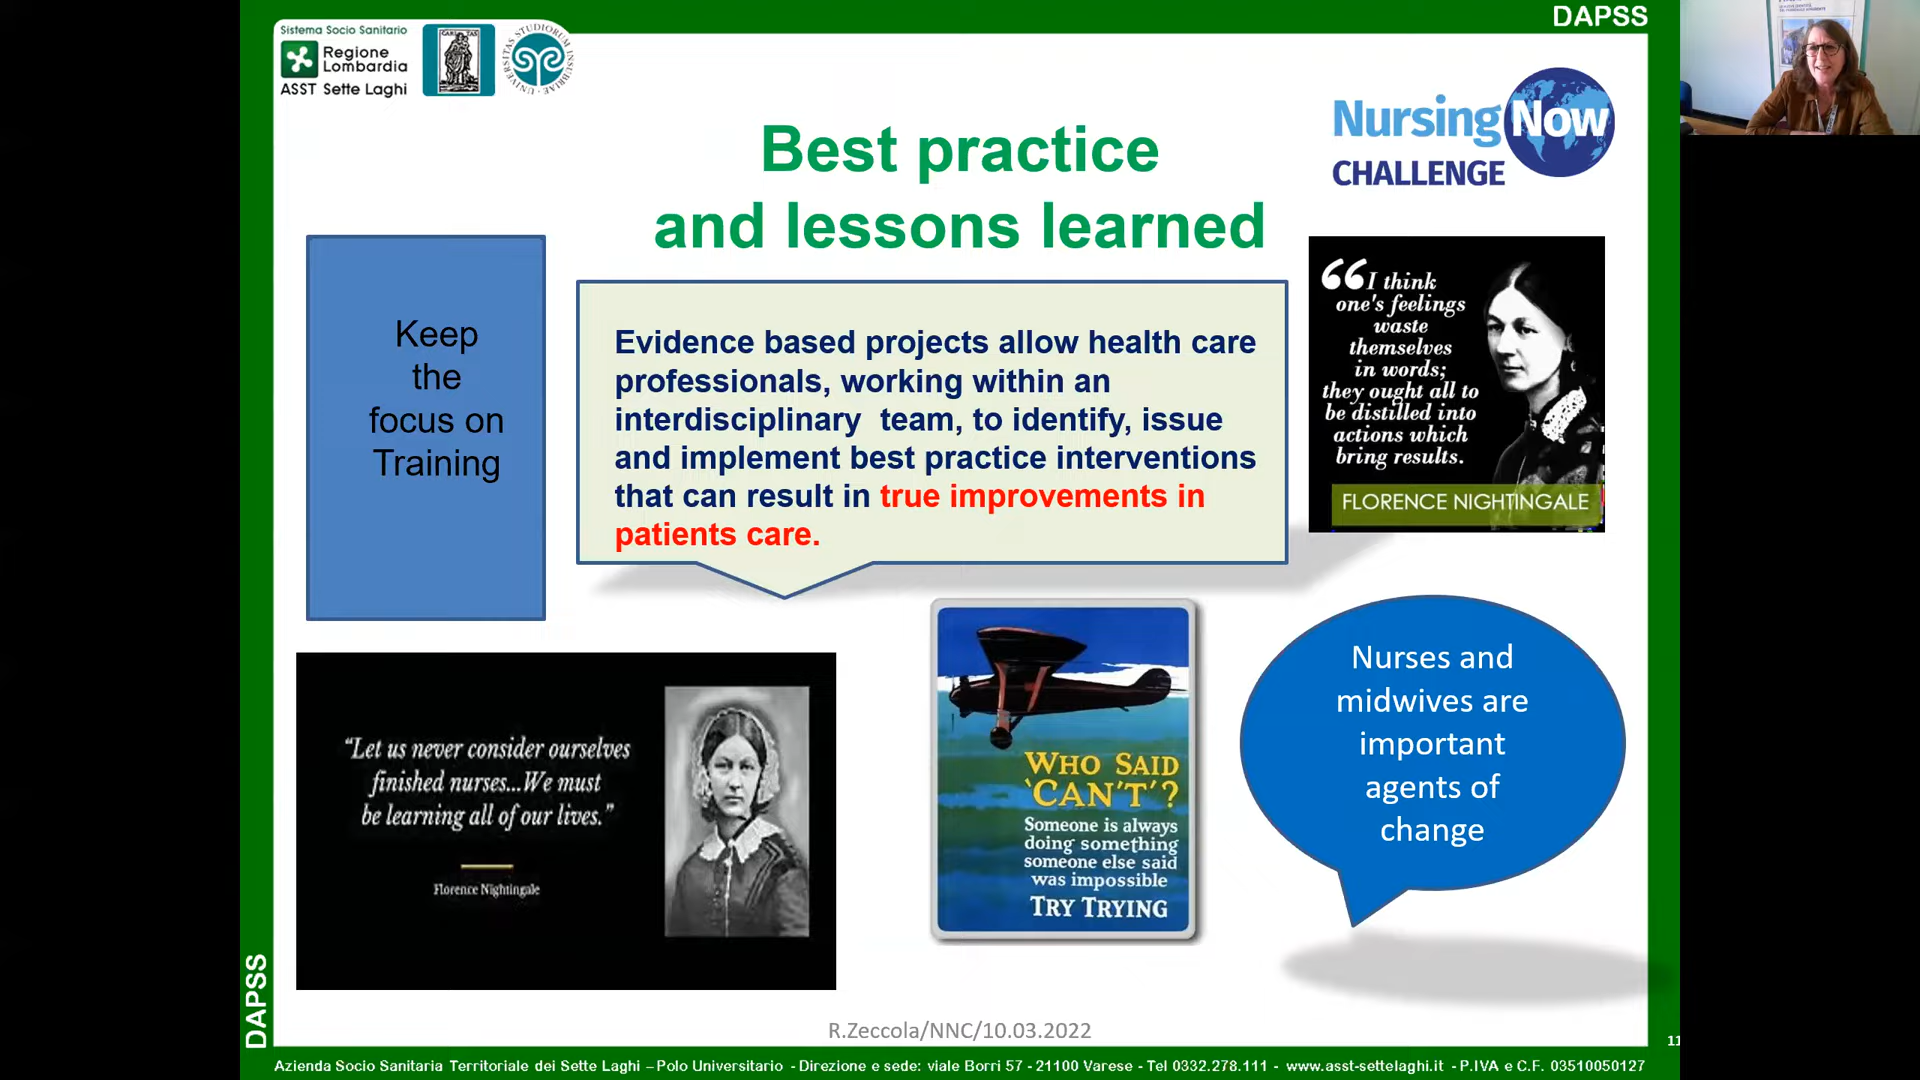 DAPSS
Sistema Socio Sanitario
Regione
Lombardia
ASST Sette Laghi
NursingNow
CHALLENGE
Best practice
and lessons learned
Keep
the
focus on
Training
Evidence based projects allow health care
professionals, working within an
interdisciplinary team, to identify, issue
and implement best practice interventions
that can result in true improvements in
patients care.
“I think
one's feelings
waste
themselves
in words;
they ought all to
be distilled into
actions which
bring results.
FLORENCE NIGHTINGALE
“Let us never consider ourselves
finished nurses...We must
be learning all of our lives.”
Florence Nightingale
WHO SAID
‘CAN'T’?
Someone is always
doing something
someone else said
was impossible
TRY TRYING
Nurses and
midwives are
important
agents of
change
DAPSS
R.Zeccola/NNC/10.03.2022
11
Azienda Socio Sanitaria Territoriale dei Sette Laghi – Polo Universitario - Direzione e sede: viale Borri 57 - 21100 Varese - Tel 0332.278.111 - www.asst-settelaghi.it - P.IVA e C.F. 03510050127